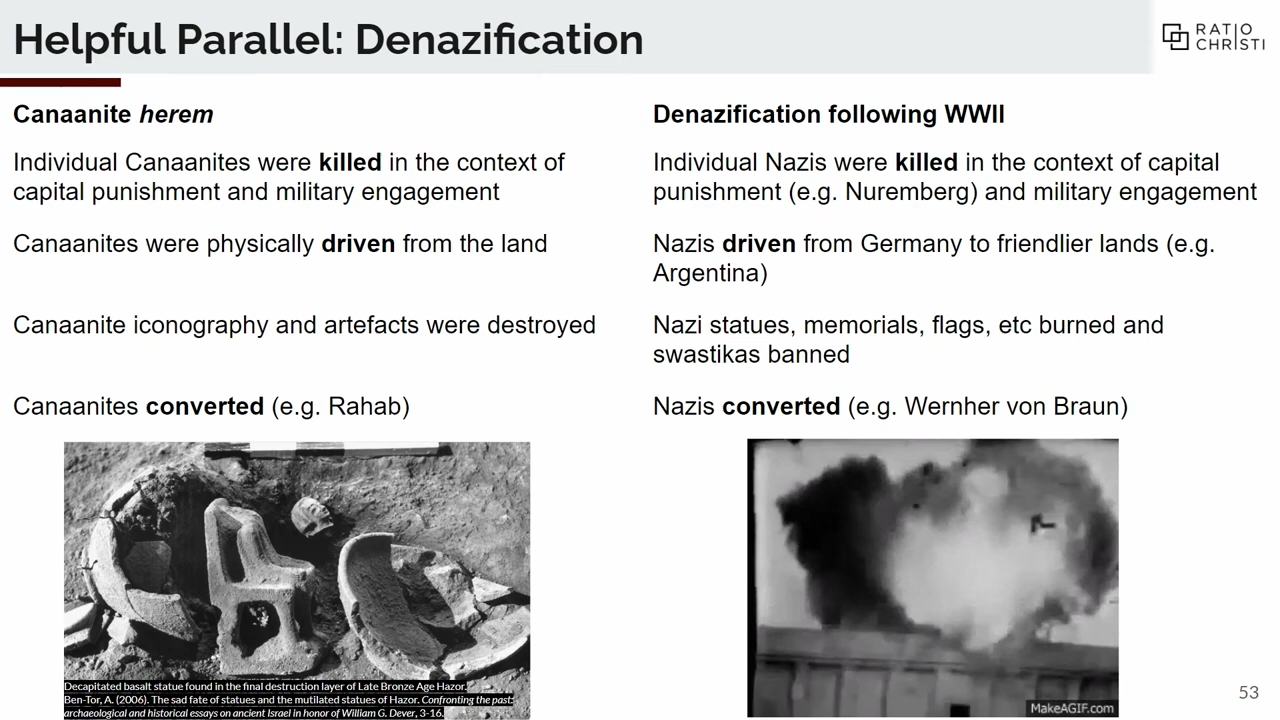 Helpful Parallel: Denazification
RATIO
CHRISTI
Canaanite herem
Individual Canaanites were killed in the context of
capital punishment and military engagement
Canaanites were physically driven from the land
Canaanite iconography and artefacts were destroyed
Canaanites converted (e.g. Rahab)
Denazification following WWII
Individual Nazis were killed in the context of capital
punishment (e.g. Nuremberg) and military engagement
Nazis driven from Germany to friendlier lands (e.g.
Argentina)
Nazi statues, memorials, flags, etc burned and
swastikas banned
Nazis converted (e.g. Wernher von Braun)
Decapitated basalt statue found in the final destruction layer of Late Bronze Age Hazor.
Ben-Tor, A. (2006). The sad fate of statues and the mutilated statues of Hazor. Confronting the past:
archaeological and historical essays on ancient Israel in honor of William G. Dever, 3-16.
MakeAGIF.com
53